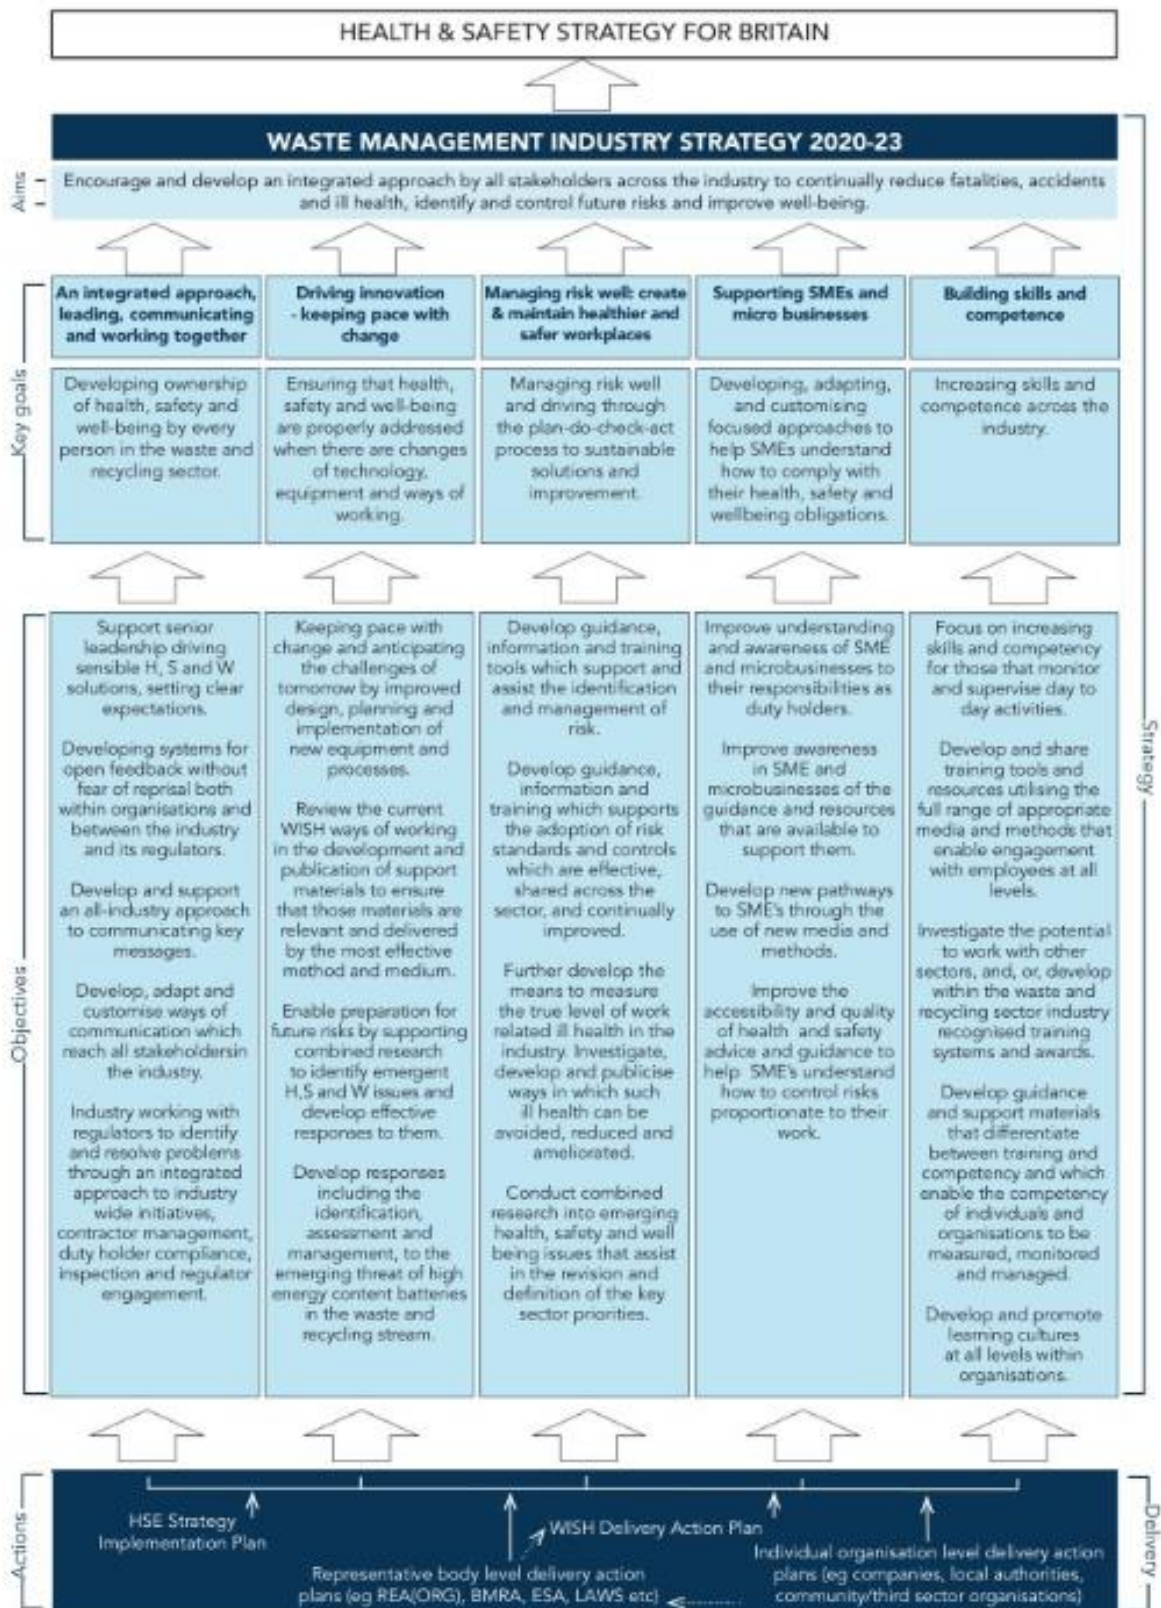 HEALTH & SAFETY STRATEGY FOR BRITAIN
WASTE MANAGEMENT INDUSTRY STRATEGY 2020-23
Aims
Encourage and develop an integrated approach by all stakeholders across the industry to continually reduce fatalities, accidents
and ill health, identify and control future risks and improve well-being.
Key goals
An integrated approach,
leading, communicating
and working together
Driving innovation
- keeping pace with
change
Managing risk well: create
& maintain healthier and
safer workplaces
Supporting SMEs and
micro businesses
Building skills and
competence
Developing ownership
of health, safety and
well-being by every
person in the waste and
recycling sector.
Ensuring that health,
safety and well-being
are properly addressed
when there are changes
of technology,
equipment and ways of
working.
Managing risk well
and driving through
the plan-do-check-act
process to sustainable
solutions and
improvement.
Developing, adapting,
and customising
focused approaches to
help SMEs understand
how to comply with
their health, safety and
wellbeing obligations.
Increasing skills and
competence across the
industry.
Objectives
Support senior
leadership driving
sensible H, S and W
solutions, setting clear
expectations.
Developing systems for
open feedback without
fear of reprisal both
within organisations and
between the industry
and its regulators.
Develop and support
an all-industry approach
to communicating key
messages.
Develop, adapt and
customise ways of
communication which
reach all stakeholdersin
the industry.
Industry working with
regulators to identify
and resolve problems
through an integrated
approach to industry
wide initiatives,
contractor management,
duty holder compliance,
inspection and regulator
engagement.
Keeping pace with
change and anticipating
the challenges of
tomorrow by improved
design, planning and
implementation of
new equipment and
processes.
Review the current
WISH ways of working
in the development and
publication of support
materials to ensure
that those materials are
relevant and delivered
by the most effective
method and medium.
Enable preparation for
future risks by supporting
combined research
to identify emergent
H,S and W issues and
develop effective
responses to them.
Develop responses
including the
identification,
assessment and
management, to the
emerging threat of high
energy content batteries
in the waste and
recycling stream.
Develop guidance,
information and training
tools which support and
assist the identification
and management of
risk.
Develop guidance,
information and
training which supports
the adoption of risk
standards and controls
which are effective,
shared across the
sector, and continually
improved.
Further develop the
means to measure
the true level of work
related ill health in the
industry. Investigate,
develop and publicise
ways in which such
ill health can be
avoided, reduced and
ameliorated.
Conduct combined
research into emerging
health, safety and well
being issues that assist
in the revision and
definition of the key
sector priorities.
Improve understanding
and awareness of SME
and microbusinesses to
their responsibilities as
duty holders.
Improve awareness
in SME and
microbusinesses of the
guidance and resources
that are available to
support them.
Develop new pathways
to SME's through the
use of new media and
methods.
Improve the
accessibility and quality
of health and safety
advice and guidance to
help SME's understand
how to control risks
proportionate to their
work.
Focus on increasing
skills and competency
for those that monitor
and supervise day to
day activities.
Develop and share
training tools and
resources utilising the
full range of appropriate
media and methods that
enable engagement
with employees at all
levels.
Investigate the potential
to work with other
sectors, and, or, develop
within the waste and
recycling sector industry
recognised training
systems and awards.
Develop guidance
and support materials
that differentiate
between training and
competency and which
enable the competency
of individuals and
organisations to be
measured, monitored
and managed.
Develop and promote
learning cultures
at all levels within
organisations.
Strategy
Actions
HSE Strategy
Implementation Plan
WISH Delivery Action Plan
Representative body level delivery action
plans (eg REA(ORG), BMRA, ESA, LAWS etc)
Individual organisation level delivery action
plans (eg companies, local authorities,
community/third sector organisations)
Delivery